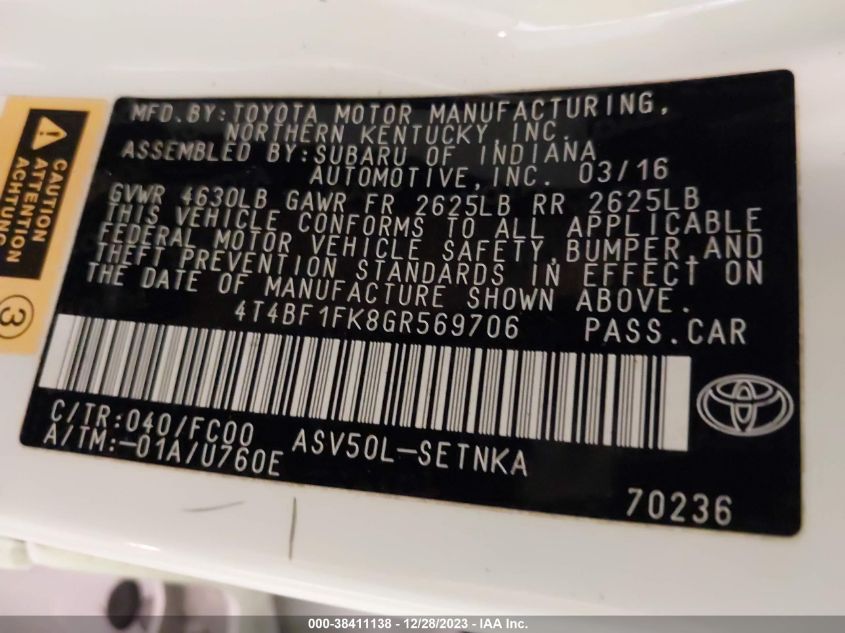 MFD.BY:TOYOTA MOTOR MANUFACTURING,
NORTHERN KENTUCKY,INC.
ASSEMBLED BY:SUBARU OF INDIANA
AUTOMOTIVE,INC. 03/16
GVWR 4630LB GAWR FR 2625LB RR 2625LB
THIS VEHICLE CONFORMS TO ALL APPLICABLE
FEDERAL MOTOR VEHICLE SAFETY,BUMPER,AND
THEFT PREVENTION STANDARDS IN EFFECT ON
THE DATE OF MANUFACTURE SHOWN ABOVE.
4T4BF1FK8GR569706 PASS.CAR
C/TR:040/FC00
A/TM:-01A/U760E
ASV50L-SETNKA
70236
CAUTION
ATTENTION
ACHTUNG
3
000-38411138 - 12/28/2023 - IAA Inc.